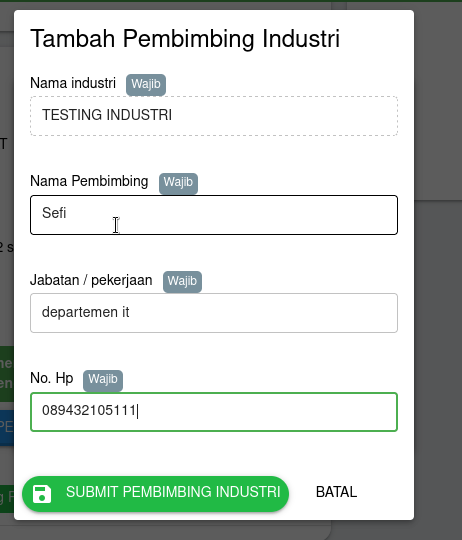 Tambah Pembimbing Industri
Nama industri Wajib
TESTING INDUSTRI
Nama Pembimbing Wajib
Sefi
Jabatan / pekerjaan Wajib
departemen it
No. Hp Wajib
089432105111
SUBMIT PEMBIMBING INDUSTRI BATAL